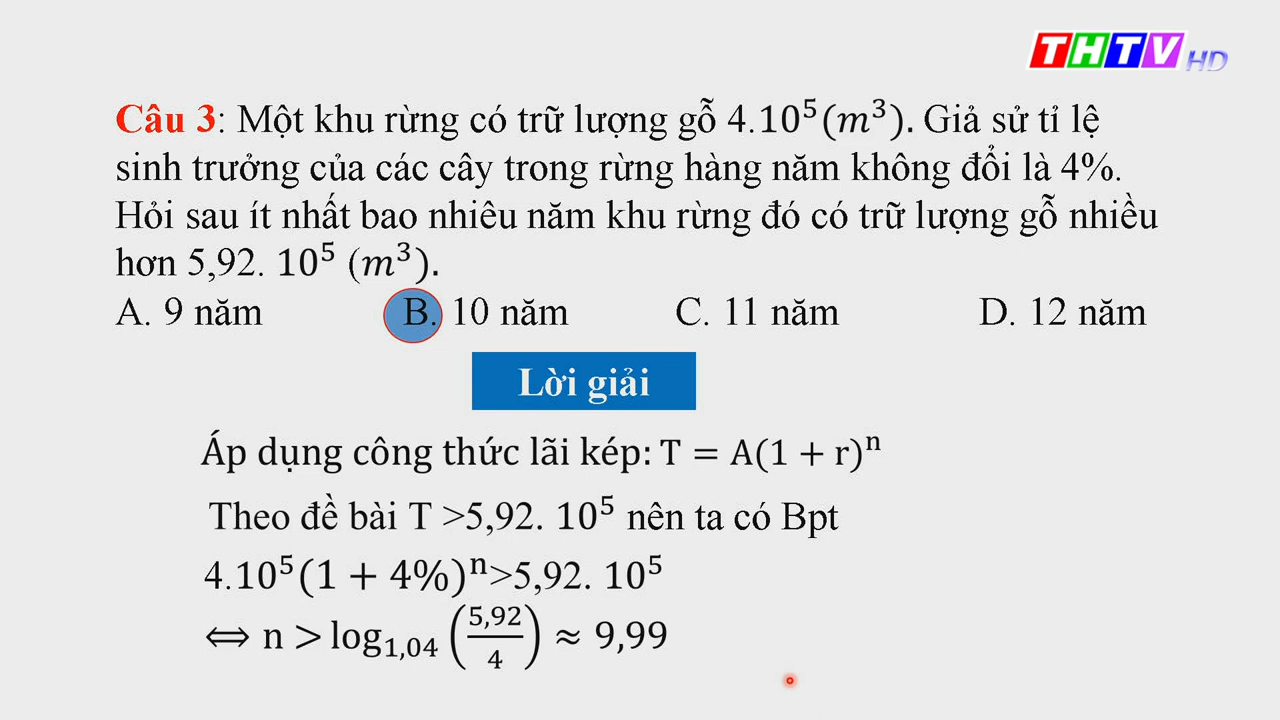 THTV HD
Câu 3: Một khu rừng có trữ lượng gỗ 4.10⁵(m³). Giả sử tỉ lệ
sinh trưởng của các cây trong rừng hàng năm không đổi là 4%.
Hỏi sau ít nhất bao nhiêu năm khu rừng đó có trữ lượng gỗ nhiều
hơn 5,92. 10⁵ (m³).
A. 9 năm B. 10 năm C. 11 năm D. 12 năm
Lời giải
Áp dụng công thức lãi kép: T = A(1 + r)ⁿ
Theo đề bài T >5,92. 10⁵ nên ta có Bpt
4.10⁵(1 + 4%)ⁿ>5,92. 10⁵
⟺ n > log₁,₀₄ (5,92/4) ≈ 9,99